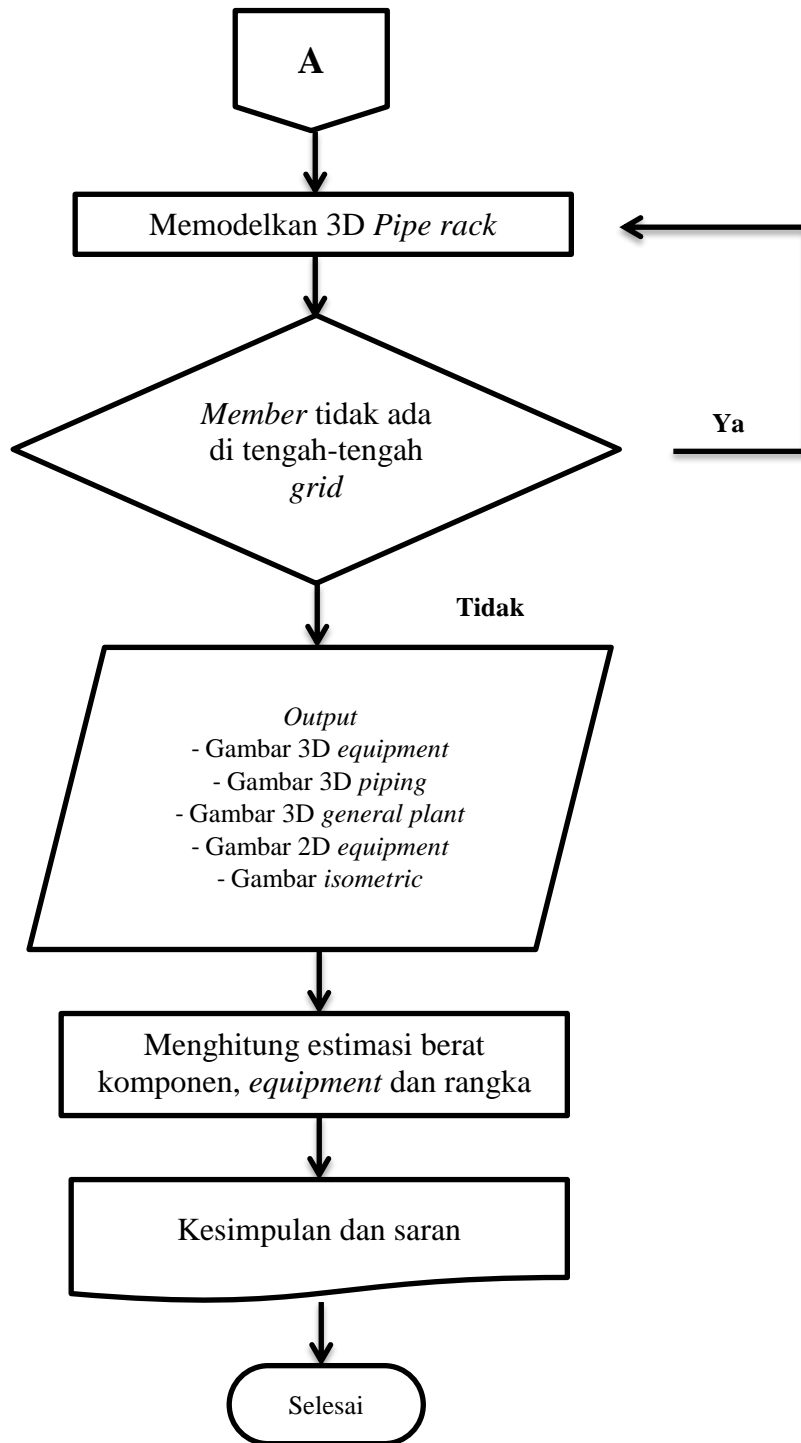 A
Memodelkan 3D Pipe rack
Member tidak ada
di tengah-tengah
grid
Ya
Tidak
Output
- Gambar 3D equipment
- Gambar 3D piping
- Gambar 3D general plant
- Gambar 2D equipment
- Gambar isometric
Menghitung estimasi berat
komponen, equipment dan rangka
Kesimpulan dan saran
Selesai